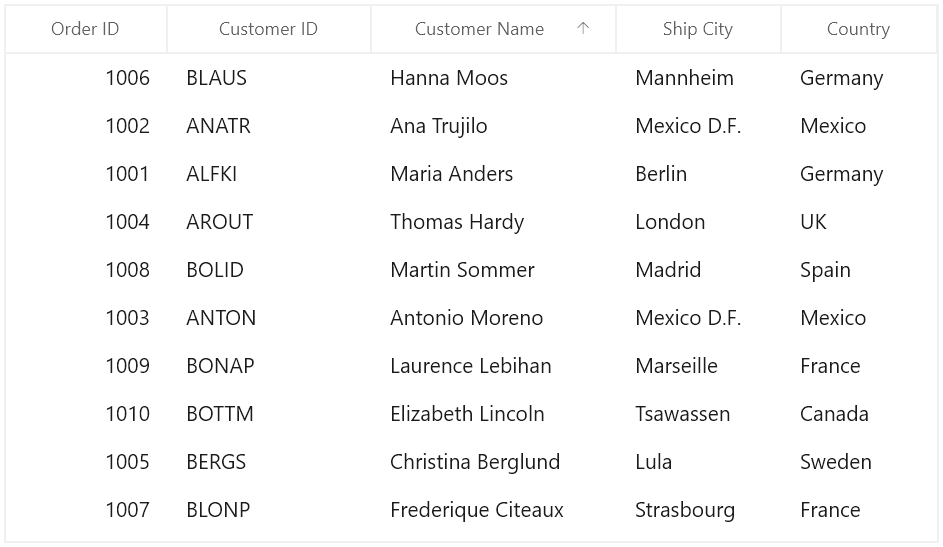 Order ID Customer ID Customer Name ↑ Ship City Country
1006 BLAUS Hanna Moos Mannheim Germany
1002 ANATR Ana Trujilo Mexico D.F. Mexico
1001 ALFKI Maria Anders Berlin Germany
1004 AROUT Thomas Hardy London UK
1008 BOLID Martin Sommer Madrid Spain
1003 ANTON Antonio Moreno Mexico D.F. Mexico
1009 BONAP Laurence Lebihan Marseille France
1010 BOTTM Elizabeth Lincoln Tsawassen Canada
1005 BERGS Christina Berglund Lula Sweden
1007 BLONP Frederique Citeaux Strasbourg France